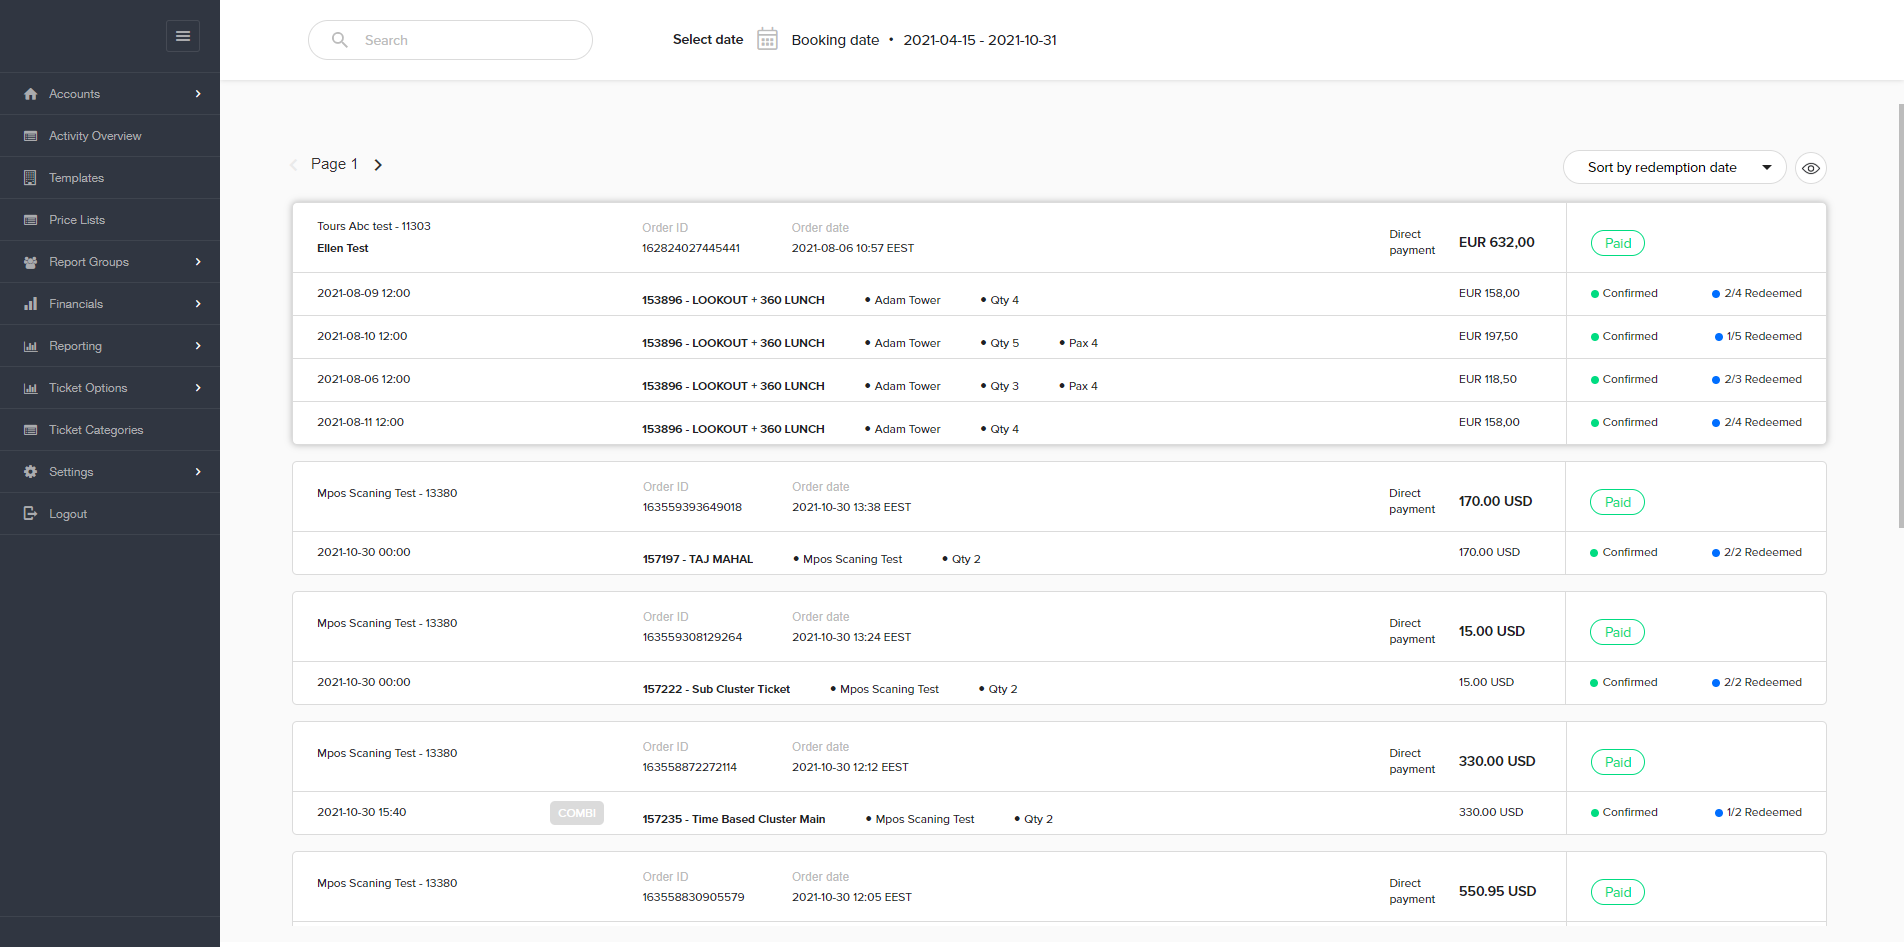 Search
Select date Booking date • 2021-04-15 - 2021-10-31
Accounts
Activity Overview
Templates
Price Lists
Report Groups
Financials
Reporting
Ticket Options
Ticket Categories
Settings
Logout
Page 1
Sort by redemption date
Tours Abc test - 11303 Order ID Order date
Ellen Test 162824027445441 2021-08-06 10:57 EEST Direct payment EUR 632,00 Paid
2021-08-09 12:00 153896 - LOOKOUT + 360 LUNCH • Adam Tower • Qty 4 EUR 158,00 Confirmed 2/4 Redeemed
2021-08-10 12:00 153896 - LOOKOUT + 360 LUNCH • Adam Tower • Qty 5 • Pax 4 EUR 197,50 Confirmed 1/5 Redeemed
2021-08-06 12:00 153896 - LOOKOUT + 360 LUNCH • Adam Tower • Qty 3 • Pax 4 EUR 118,50 Confirmed 2/3 Redeemed
2021-08-11 12:00 153896 - LOOKOUT + 360 LUNCH • Adam Tower • Qty 4 EUR 158,00 Confirmed 2/4 Redeemed
Order ID Order date
Mpos Scaning Test - 13380 163559393649018 2021-10-30 13:38 EEST Direct payment 170.00 USD Paid
2021-10-30 00:00 157197 - TAJ MAHAL • Mpos Scaning Test • Qty 2 170.00 USD Confirmed 2/2 Redeemed
Order ID Order date
Mpos Scaning Test - 13380 163559308129264 2021-10-30 13:24 EEST Direct payment 15.00 USD Paid
2021-10-30 00:00 157222 - Sub Cluster Ticket • Mpos Scaning Test • Qty 2 15.00 USD Confirmed 2/2 Redeemed
Order ID Order date
Mpos Scaning Test - 13380 163558872272114 2021-10-30 12:12 EEST Direct payment 330.00 USD Paid
2021-10-30 15:40 COMBI 157235 - Time Based Cluster Main • Mpos Scaning Test • Qty 2 330.00 USD Confirmed 1/2 Redeemed
Order ID Order date
Mpos Scaning Test - 13380 163558830905579 2021-10-30 12:05 EEST Direct payment 550.95 USD Paid